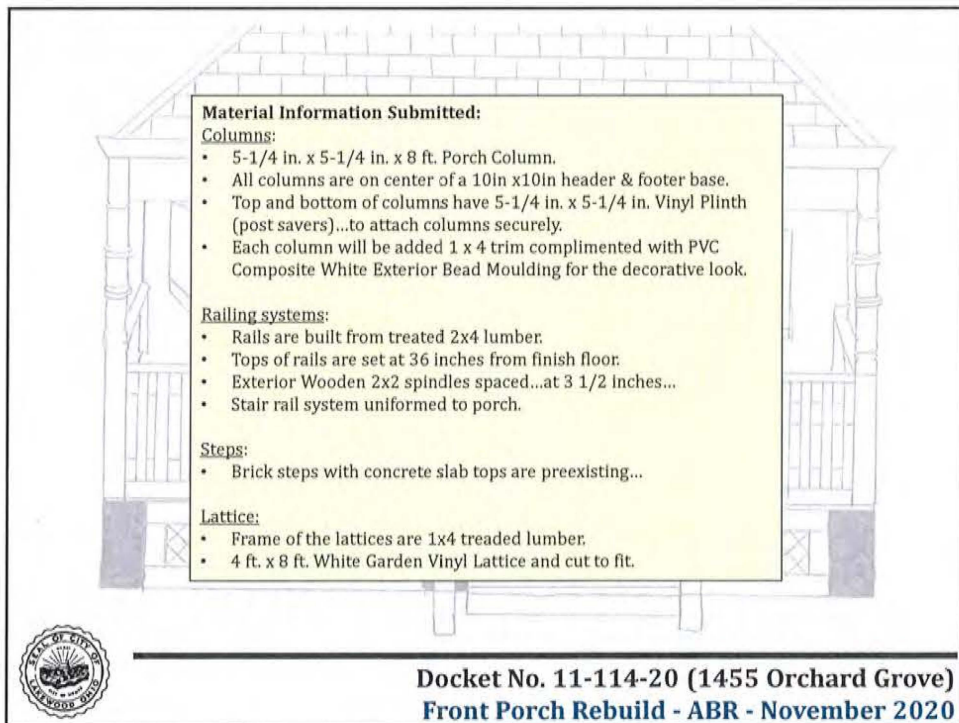 Material Information Submitted:
Columns:
• 5-1/4 in. x 5-1/4 in. x 8 ft. Porch Column.
• All columns are on center of a 10in x10in header & footer base.
• Top and bottom of columns have 5-1/4 in. x 5-1/4 in. Vinyl Plinth
(post savers)...to attach columns securely.
• Each column will be added 1 x 4 trim complimented with PVC
Composite White Exterior Bead Moulding for the decorative look.
Railing systems:
• Rails are built from treated 2x4 lumber.
• Tops of rails are set at 36 inches from finish floor.
• Exterior Wooden 2x2 spindles spaced...at 3 1/2 inches...
• Stair rail system uniformed to porch.
Steps:
• Brick steps with concrete slab tops are preexisting...
Lattice:
• Frame of the lattices are 1x4 treaded lumber.
• 4 ft. x 8 ft. White Garden Vinyl Lattice and cut to fit.
SEAL OF CITY OF
LAKEWOOD OHIO
Docket No. 11-114-20 (1455 Orchard Grove)
Front Porch Rebuild - ABR - November 2020